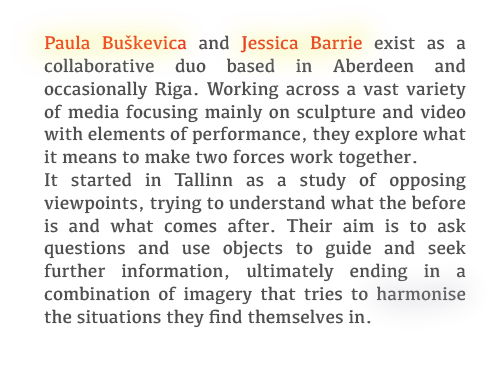 Paula Buškevica and Jessica Barrie exist as a
collaborative duo based in Aberdeen and
occasionally Riga. Working across a vast variety
of media focusing mainly on sculpture and video
with elements of performance, they explore what
it means to make two forces work together.
It started in Tallinn as a study of opposing
viewpoints, trying to understand what the before
is and what comes after. Their aim is to ask
questions and use objects to guide and seek
further information, ultimately ending in a
combination of imagery that tries to harmonise
the situations they find themselves in.